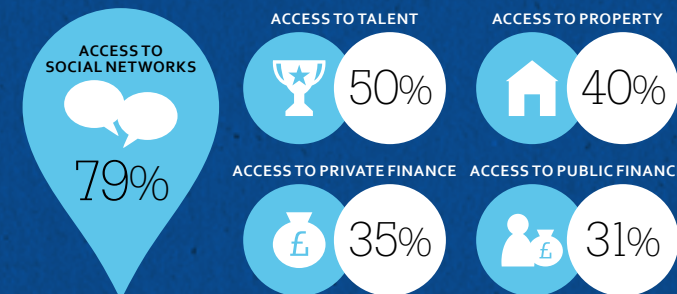 ACCESS TO
SOCIAL NETWORKS
79%
ACCESS TO TALENT
50%
ACCESS TO PROPERTY
40%
ACCESS TO PRIVATE FINANCE
£
35%
ACCESS TO PUBLIC FINANC
£
31%